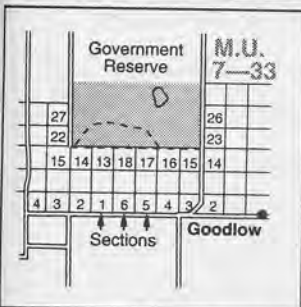 Government
Reserve
M.U.
7—33
27
26
22
23
15 14 13 18 17 16 15 14
4 3 2 1 6 5 4 3 2
Sections
Goodlow